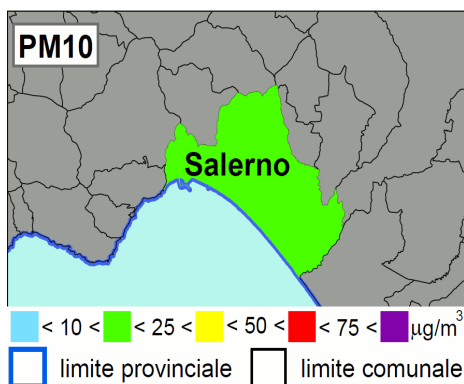 PM10
Salerno
< 10 < < 25 < < 50 < < 75 < µg/m³
limite provinciale limite comunale